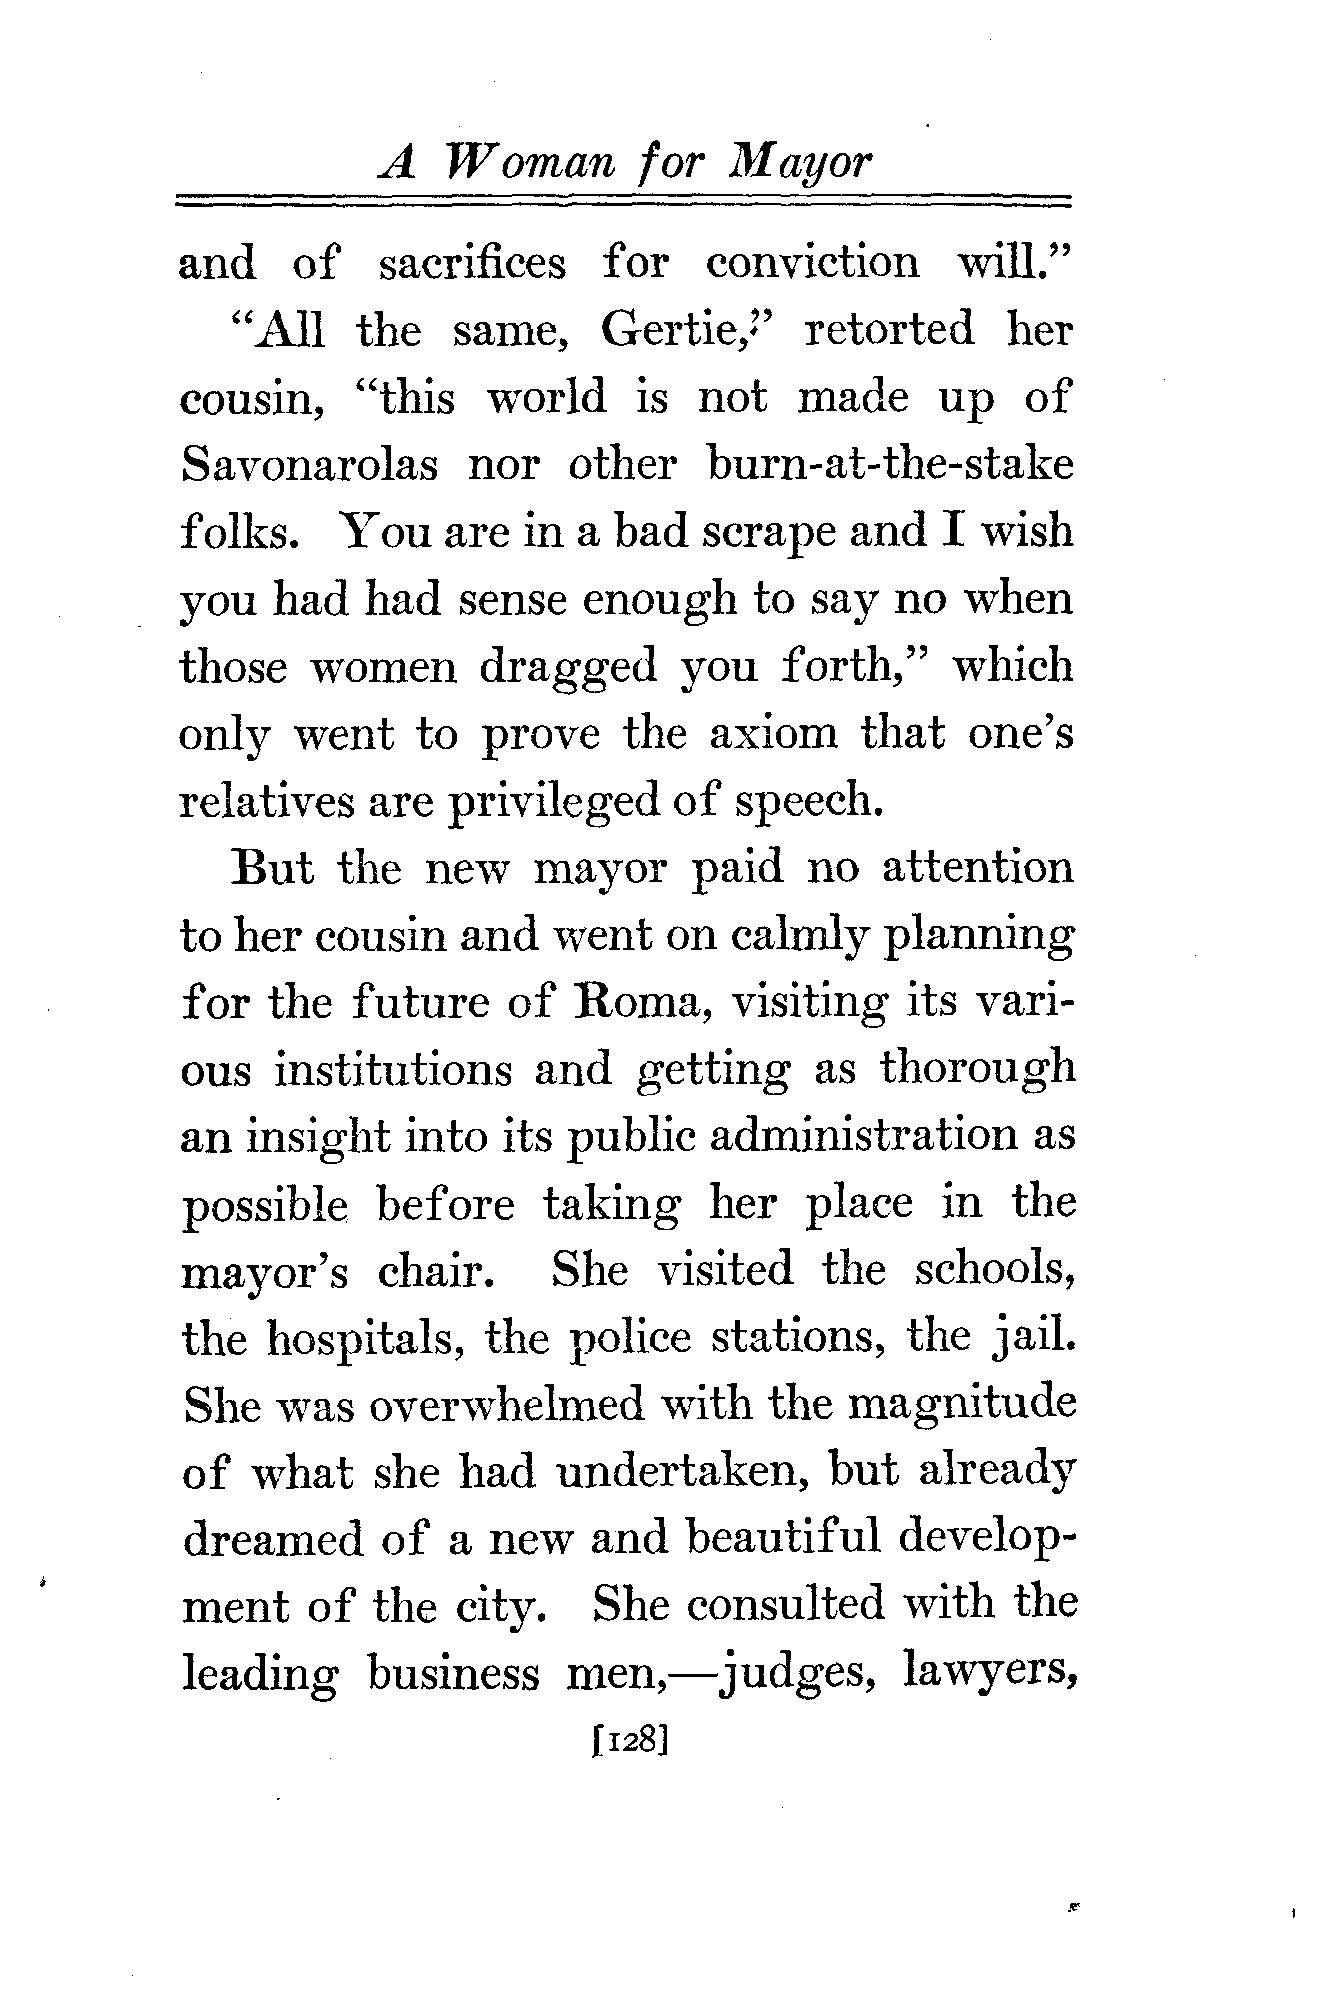 A Woman for Mayor
and of sacrifices for conviction will.”
“All the same, Gertie,” retorted her
cousin, “this world is not made up of
Savonarolas nor other burn-at-the-stake
folks. You are in a bad scrape and I wish
you had had sense enough to say no when
those women dragged you forth,” which
only went to prove the axiom that one’s
relatives are privileged of speech.
But the new mayor paid no attention
to her cousin and went on calmly planning
for the future of Roma, visiting its vari-
ous institutions and getting as thorough
an insight into its public administration as
possible before taking her place in the
mayor’s chair. She visited the schools,
the hospitals, the police stations, the jail.
She was overwhelmed with the magnitude
of what she had undertaken, but already
dreamed of a new and beautiful develop-
ment of the city. She consulted with the
leading business men,—judges, lawyers,
[128]